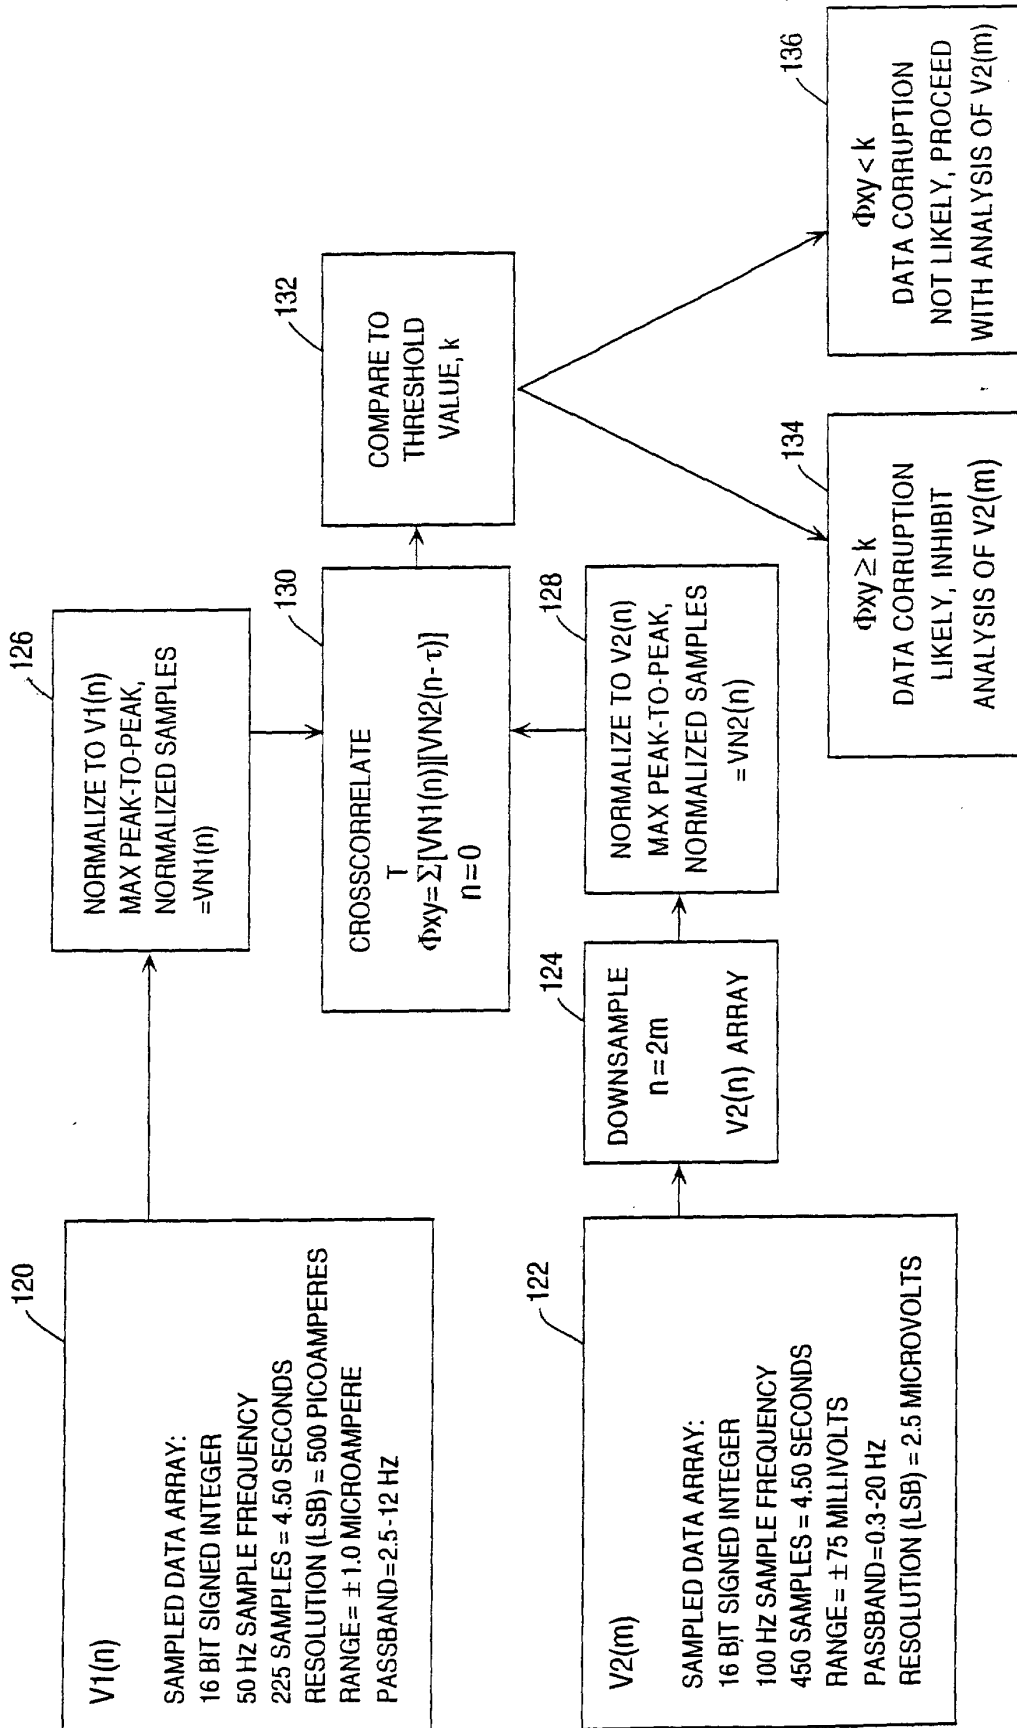 120
V1(n)
SAMPLED DATA ARRAY:
16 BIT SIGNED INTEGER
50 HZ SAMPLE FREQUENCY
225 SAMPLES = 4.50 SECONDS
RESOLUTION (LSB) = 500 PICOAMPERES
RANGE = ±1.0 MICROAMPERE
PASSBAND=2.5-12 HZ
122
V2(m)
SAMPLED DATA ARRAY:
16 BIT SIGNED INTEGER
100 HZ SAMPLE FREQUENCY
450 SAMPLES = 4.50 SECONDS
RANGE = ±75 MILLIVOLTS
PASSBAND=0.3-20 HZ
RESOLUTION (LSB) = 2.5 MICROVOLTS
124
DOWNSAMPLE
n=2m
V2(n) ARRAY
126
NORMALIZE TO V1(n)
MAX PEAK-TO-PEAK,
NORMALIZED SAMPLES
=VN1(n)
128
NORMALIZE TO V2(n)
MAX PEAK-TO-PEAK,
NORMALIZED SAMPLES
=VN2(n)
130
CROSSCORRELATE
T
Φxy=Σ[VN1(n)][VN2(n-τ)]
n=0
132
COMPARE TO
THRESHOLD
VALUE, k
134
Φxy≥k
DATA CORRUPTION
LIKELY, INHIBIT
ANALYSIS OF V2(m)
136
Φxy<k
DATA CORRUPTION
NOT LIKELY, PROCEED
WITH ANALYSIS OF V2(m)